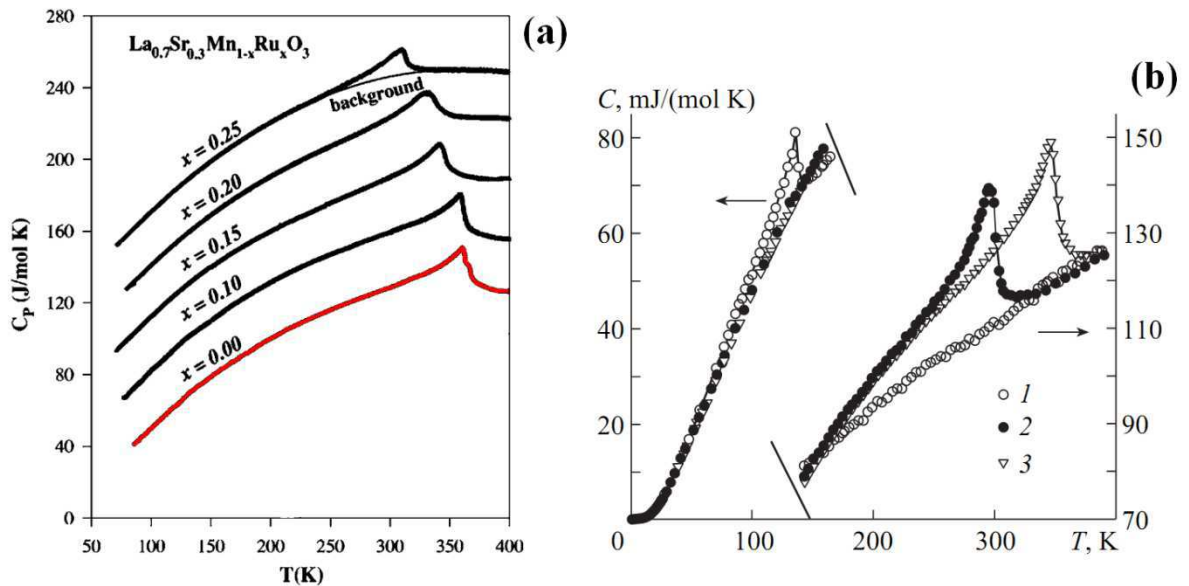 (a)
La0.7Sr0.3Mn1-xRuxO3
280
240
200
160
120
80
40
0
CP (J/mol K)
background
x = 0.25
x = 0.20
x = 0.15
x = 0.10
x = 0.00
50 100 150 200 250 300 350 400
T(K)
(b)
C, mJ/(mol K)
80
60
40
20
150
130
110
90
70
1
2
3
0 100 200 300 T, K